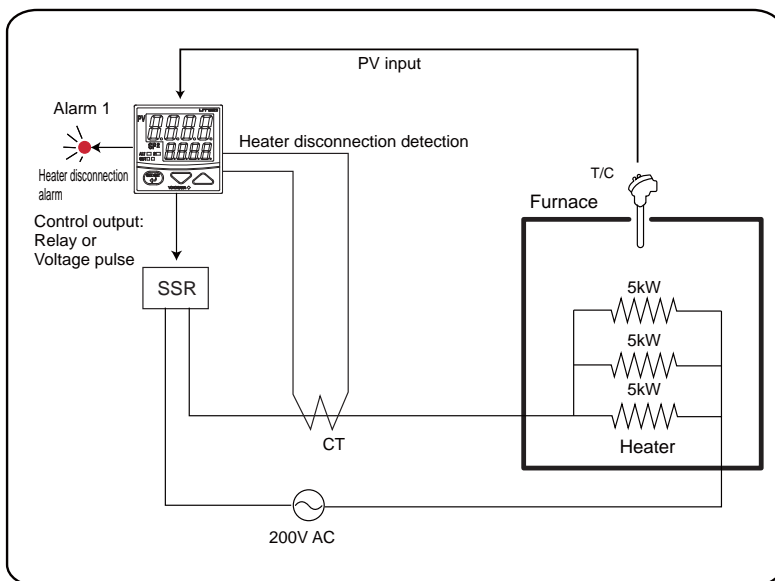 PV input
Alarm 1
PV
Heater disconnection detection
Heater disconnection
alarm
T/C
Furnace
Control output:
Relay or
Voltage pulse
SSR
5kW
5kW
5kW
Heater
CT
200V AC